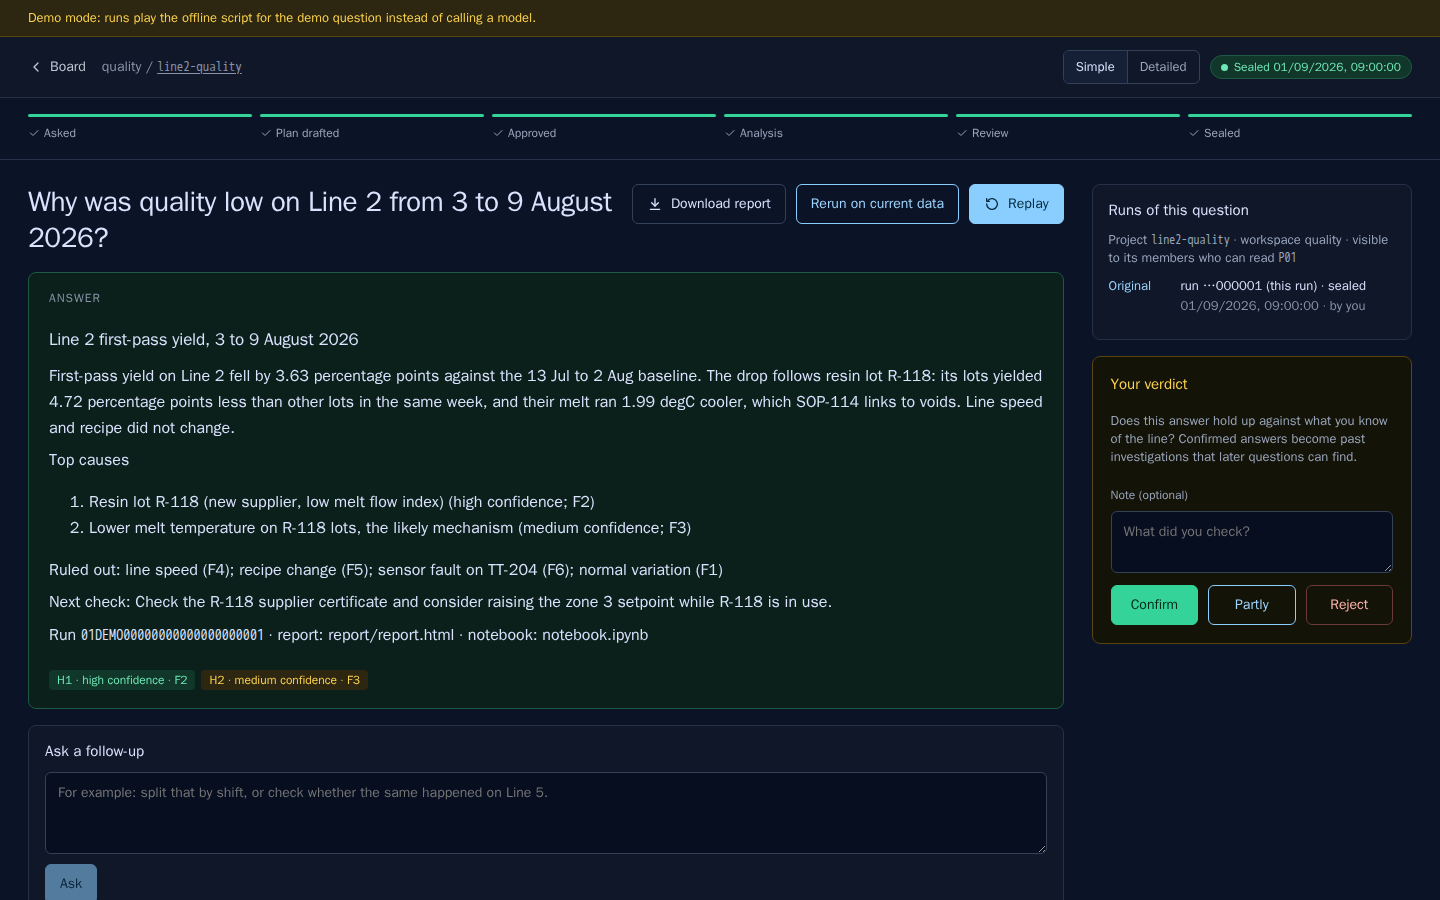 Demo mode: runs play the offline script for the demo question instead of calling a model.
Board
quality / line2-quality
Simple
Detailed
Sealed 01/09/2026, 09:00:00
Asked
Plan drafted
Approved
Analysis
Review
Sealed
Why was quality low on Line 2 from 3 to 9 August
2026?
Download report
Rerun on current data
Replay
ANSWER
Line 2 first-pass yield, 3 to 9 August 2026
First-pass yield on Line 2 fell by 3.63 percentage points against the 13 Jul to 2 Aug baseline. The drop follows resin lot R-118: its lots yielded
4.72 percentage points less than other lots in the same week, and their melt ran 1.99 degC cooler, which SOP-114 links to voids. Line speed
and recipe did not change.
Top causes
1. Resin lot R-118 (new supplier, low melt flow index) (high confidence; F2)
2. Lower melt temperature on R-118 lots, the likely mechanism (medium confidence; F3)
Ruled out: line speed (F4); recipe change (F5); sensor fault on TT-204 (F6); normal variation (F1)
Next check: Check the R-118 supplier certificate and consider raising the zone 3 setpoint while R-118 is in use.
Run 01DEMO00000000000000000001 · report: report/report.html · notebook: notebook.ipynb
H1 · high confidence · F2
H2 · medium confidence · F3
Ask a follow-up
For example: split that by shift, or check whether the same happened on Line 5.
Ask
Runs of this question
Project line2-quality · workspace quality · visible
to its members who can read P01
Original
run ···000001 (this run) · sealed
01/09/2026, 09:00:00 · by you
Your verdict
Does this answer hold up against what you know
of the line? Confirmed answers become past
investigations that later questions can find.
Note (optional)
What did you check?
Confirm
Partly
Reject